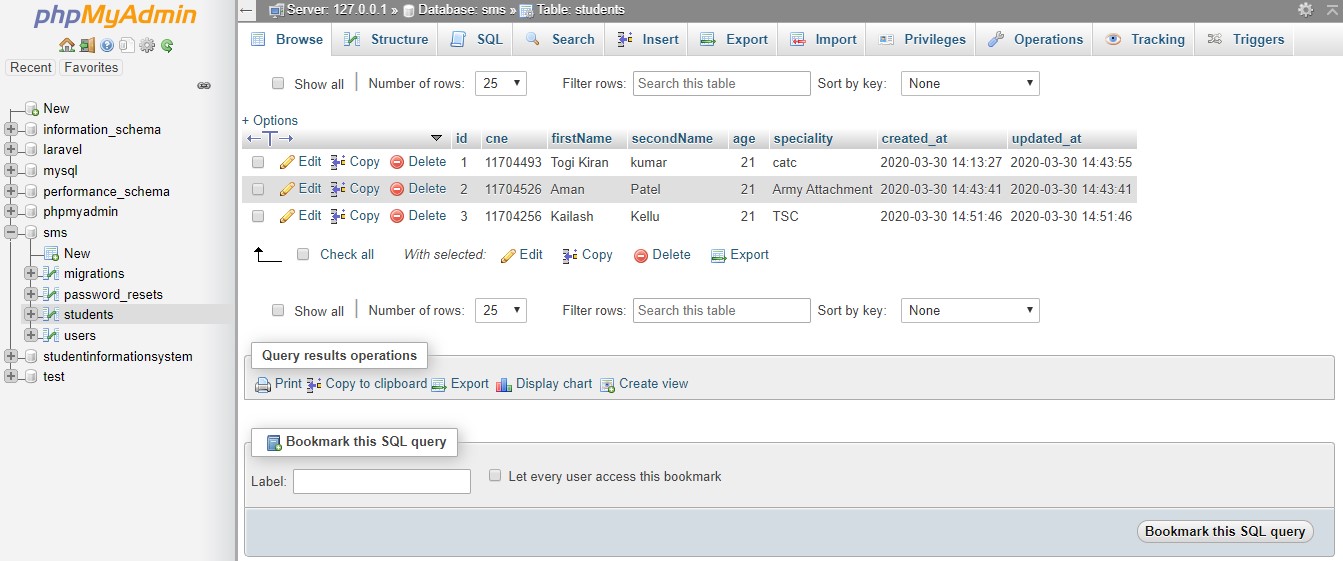 phpMyAdmin
Recent Favorites
New
information_schema
laravel
mysql
performance_schema
phpmyadmin
sms
New
migrations
password_resets
students
users
studentinformationsystem
test
Server: 127.0.0.1 » Database: sms » Table: students
Browse Structure SQL Search Insert Export Import Privileges Operations Tracking Triggers
Show all Number of rows: 25 Filter rows: Search this table Sort by key: None
+ Options
id cne firstName secondName age speciality created_at updated_at
Edit Copy Delete 1 11704493 Togi Kiran kumar 21 catc 2020-03-30 14:13:27 2020-03-30 14:43:55
Edit Copy Delete 2 11704526 Aman Patel 21 Army Attachment 2020-03-30 14:43:41 2020-03-30 14:43:41
Edit Copy Delete 3 11704256 Kailash Kellu 21 TSC 2020-03-30 14:51:46 2020-03-30 14:51:46
Check all With selected: Edit Copy Delete Export
Show all Number of rows: 25 Filter rows: Search this table Sort by key: None
Query results operations
Print Copy to clipboard Export Display chart Create view
Bookmark this SQL query
Label: Let every user access this bookmark
Bookmark this SQL query